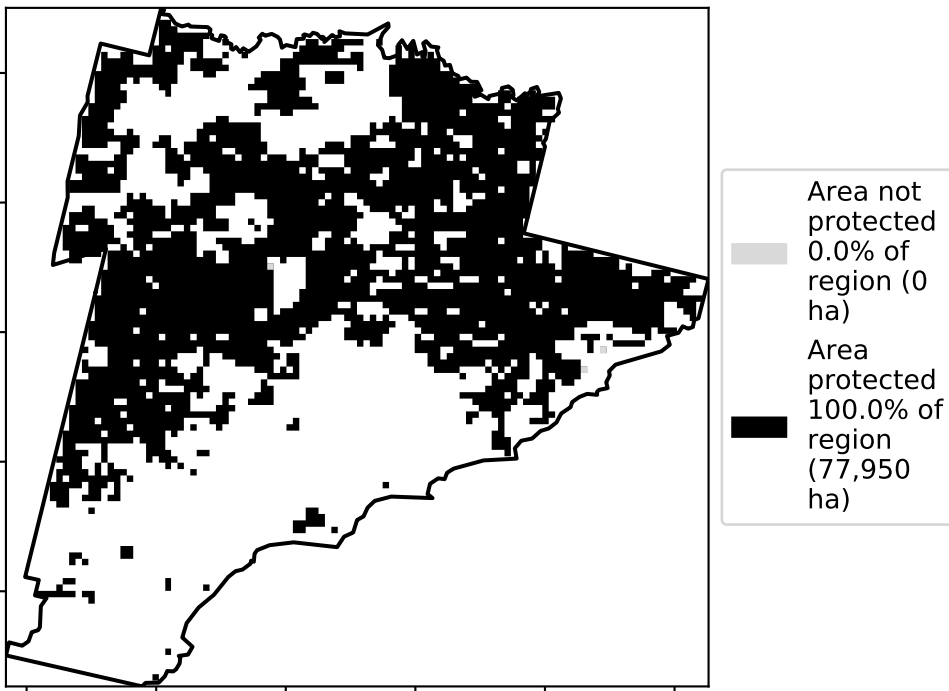 Area not
protected
0.0% of
region (0
ha)
Area
protected
100.0% of
region
(77,950
ha)